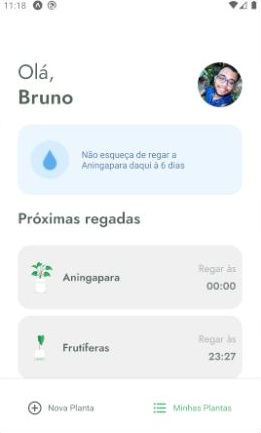 11:18
Olá,
Bruno
Não esqueça de regar a
Aningapara daqui à 6 dias
Próximas regadas
Aningapara
Regar às
00:00
Frutíferas
Regar às
23:27
Nova Planta
Minhas Plantas